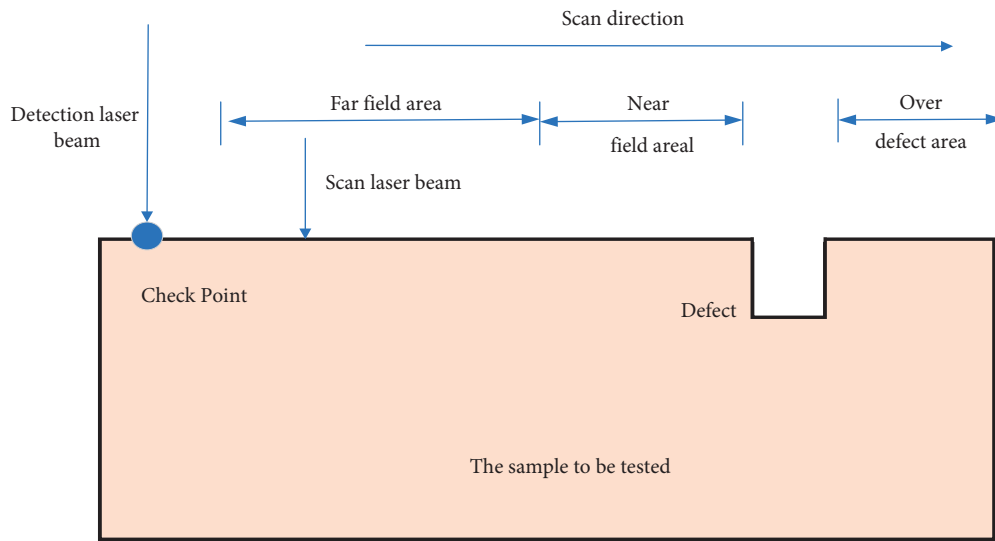 Scan direction
Detection laser
beam
Far field area
Near
field areal
Over
defect area
Scan laser beam
Check Point
Defect
The sample to be tested